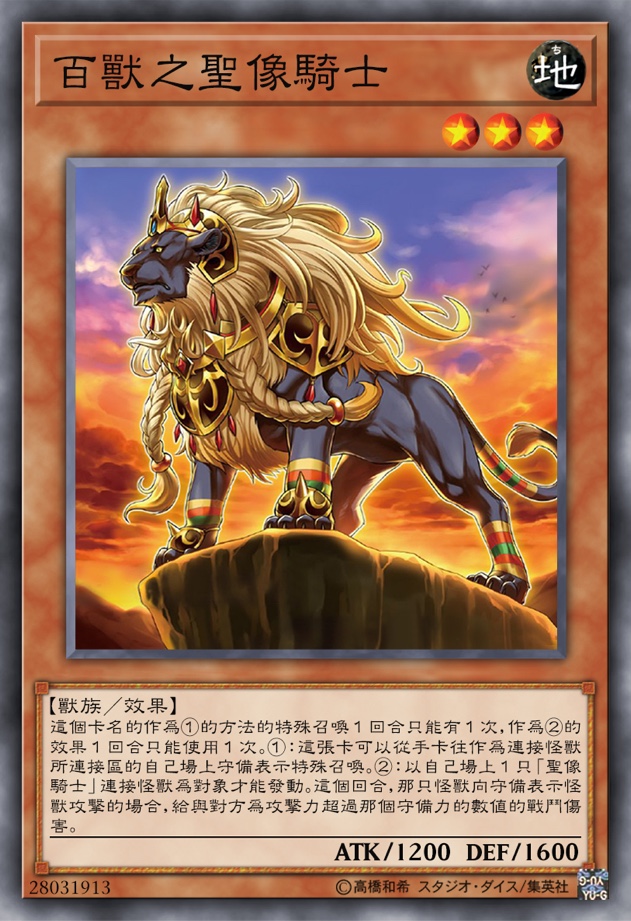 百獸之聖像騎士
ち
地
【獸族／效果】
這個卡名的作為①的方法的特殊召喚１回合只能有１次，作為②的
效果１回合只能使用１次。①：這張卡可以從手卡往作為連接怪獸
所連接區的自己場上守備表示特殊召喚。②：以自己場上１只「聖像
騎士」連接怪獸為對象才能發動。這個回合，那只怪獸向守備表示怪
獸攻擊的場合，給與對方為攻擊力超過那個守備力的數值的戰鬥傷
害。
ATK/1200 DEF/1600
28031913
©高橋和希 スタジオ・ダイス/集英社
YU-G
YU-G